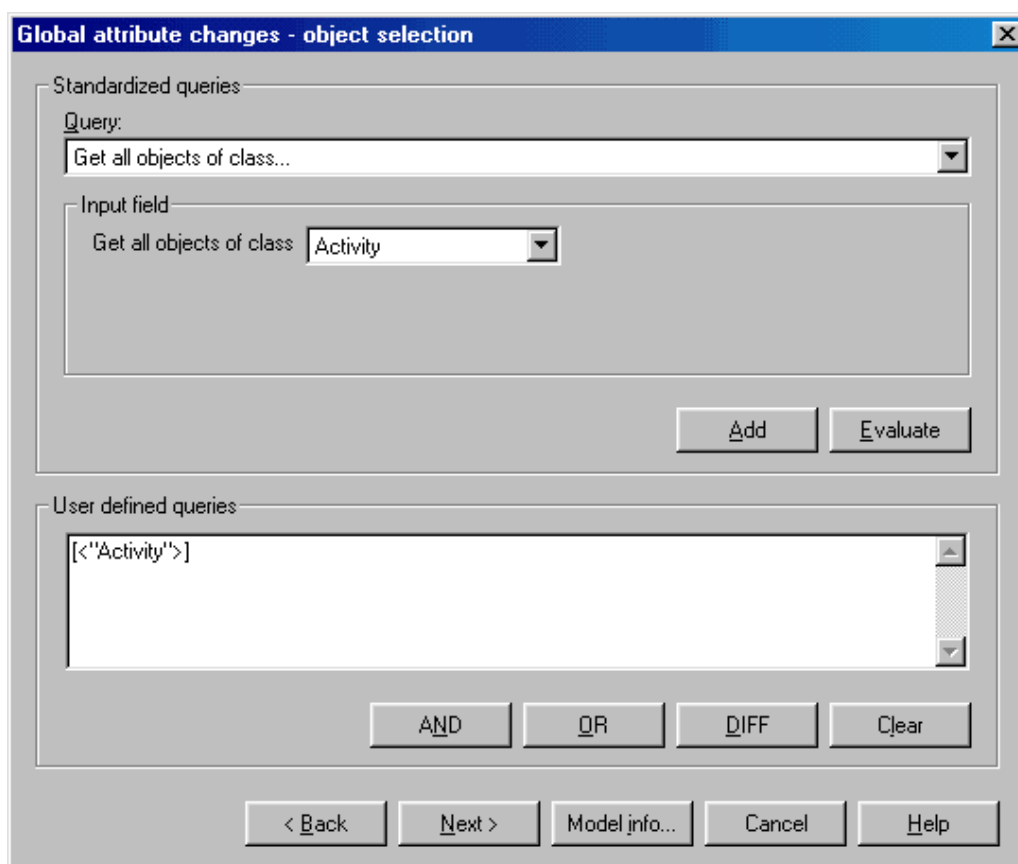 Global attribute changes - object selection
Standardized queries
Query:
Get all objects of class...
Input field
Get all objects of class Activity
Add Evaluate
User defined queries
[<"Activity">]
AND OR DIFF Clear
< Back Next > Model info... Cancel Help